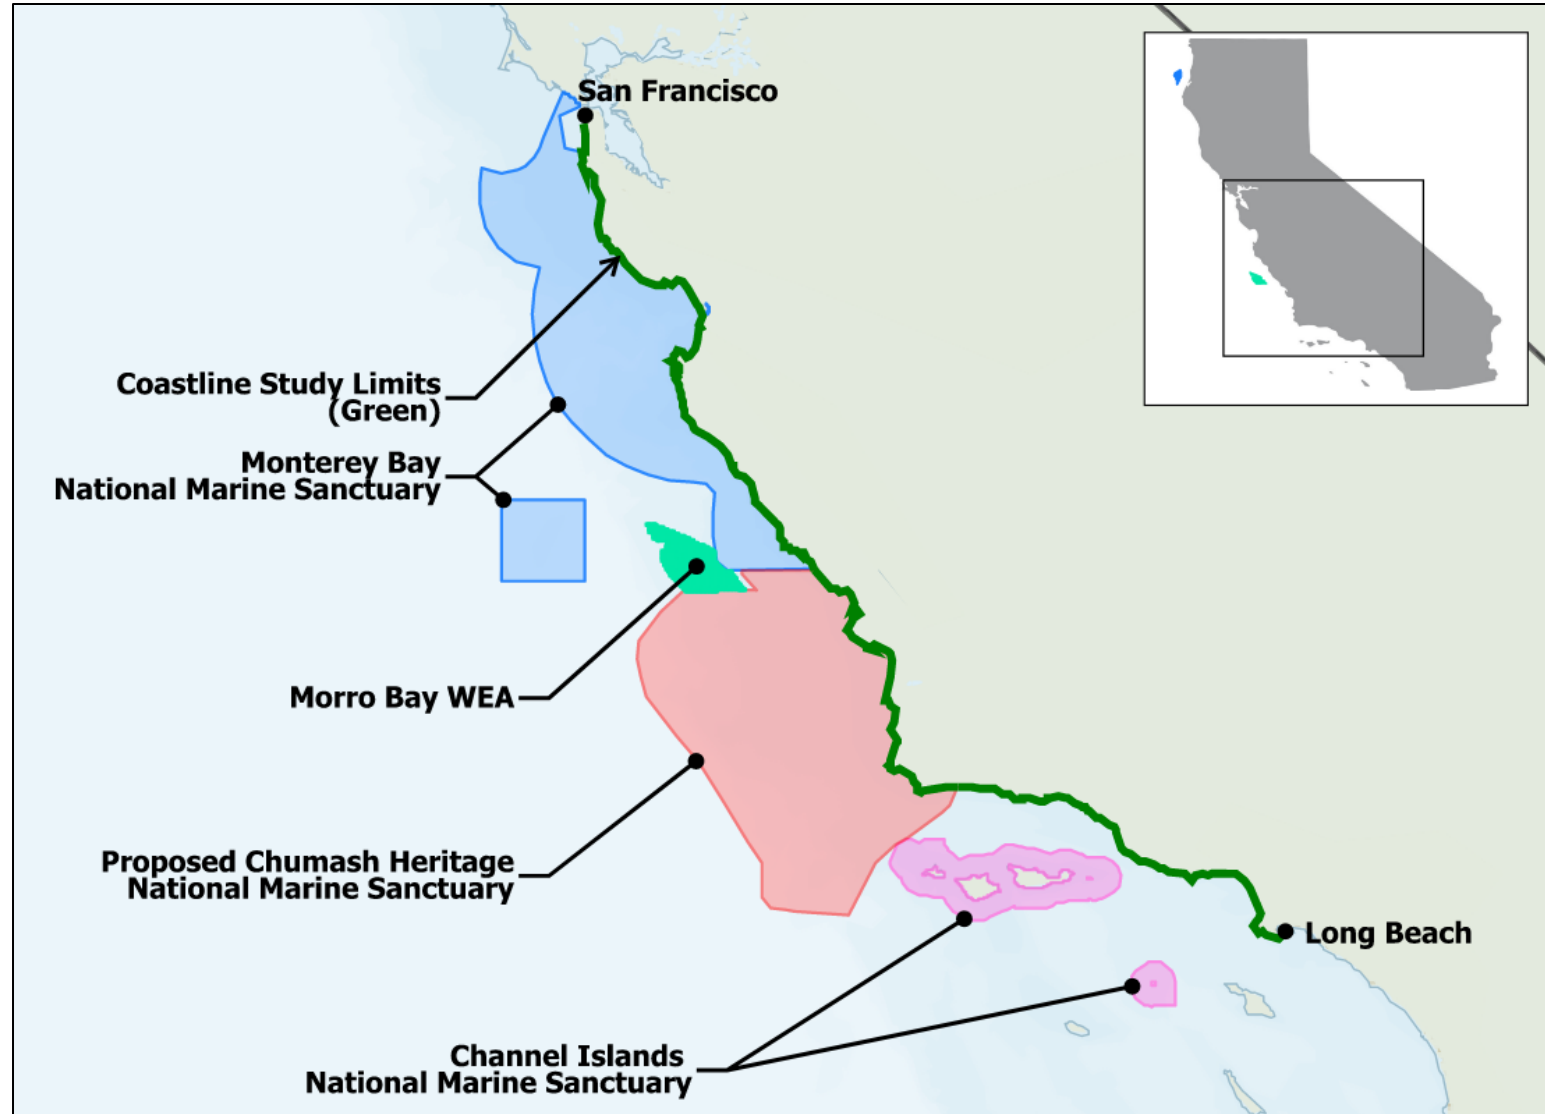 San Francisco
Coastline Study Limits
(Green)
Monterey Bay
National Marine Sanctuary
Morro Bay WEA
Proposed Chumash Heritage
National Marine Sanctuary
Long Beach
Channel Islands
National Marine Sanctuary